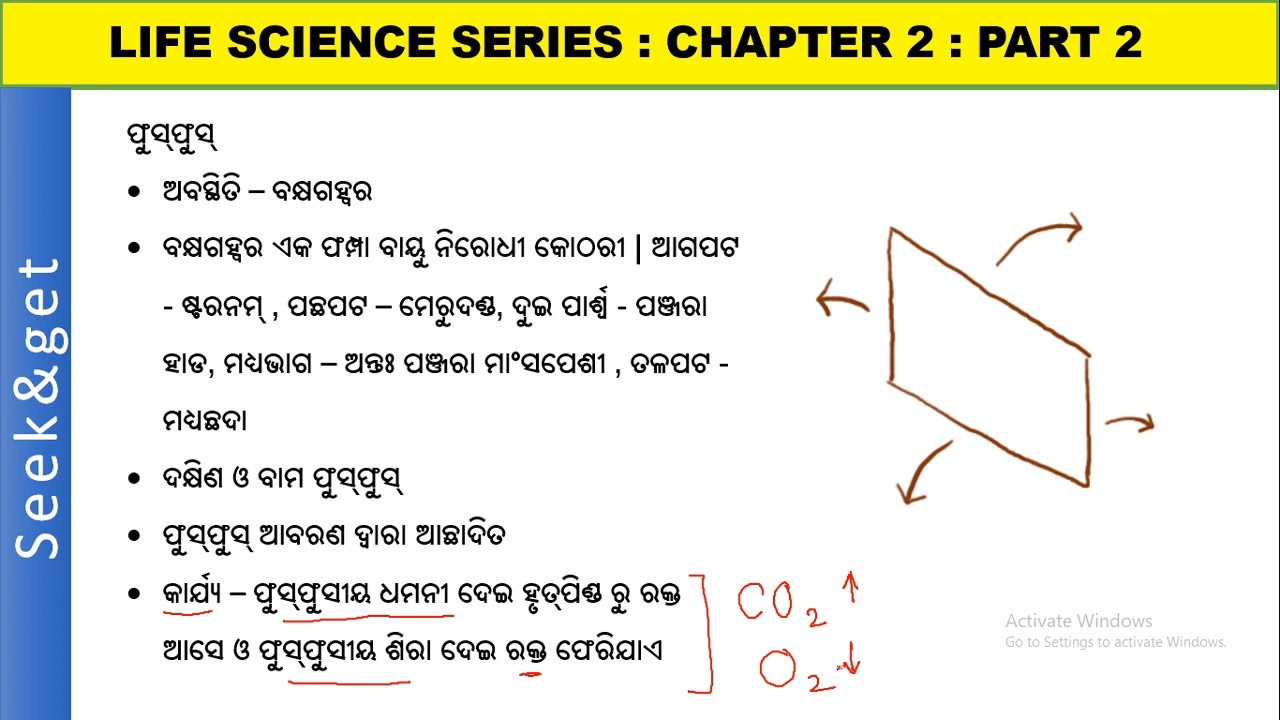 LIFE SCIENCE SERIES : CHAPTER 2 : PART 2
Seek&get
ଫୁସ୍‌ଫୁସ୍
• ଅବସ୍ଥିତି – ବକ୍ଷଗହ୍ୱର
• ବକ୍ଷଗହ୍ୱର ଏକ ଫମ୍ପା ବାୟୁ ନିରୋଧୀ କୋଠରୀ | ଆଗପଟ
- ଷ୍ଟରନମ୍ , ପଛପଟ – ମେରୁଦଣ୍ଡ, ଦୁଇ ପାର୍ଶ୍ୱ - ପଞ୍ଜରା
ହାଡ, ମଧ୍ୟଭାଗ – ଅନ୍ତଃ ପଞ୍ଜରା ମାଂସପେଶୀ , ତଳପଟ -
ମଧ୍ୟଛଦା
• ଦକ୍ଷିଣ ଓ ବାମ ଫୁସ୍‌ଫୁସ୍
• ଫୁସ୍‌ଫୁସ୍ ଆବରଣ ଦ୍ୱାରା ଆଛାଦିତ
• କାର୍ଯ୍ୟ – ଫୁସ୍‌ଫୁସୀୟ ଧମନୀ ଦେଇ ହୃତ୍‌ପିଣ୍ଡ ରୁ ରକ୍ତ
ଆସେ ଓ ଫୁସ୍‌ଫୁସୀୟ ଶିରା ଦେଇ ରକ୍ତ ଫେରିଯାଏ
CO₂ ↑
O₂ ↓
Activate Windows
Go to Settings to activate Windows.